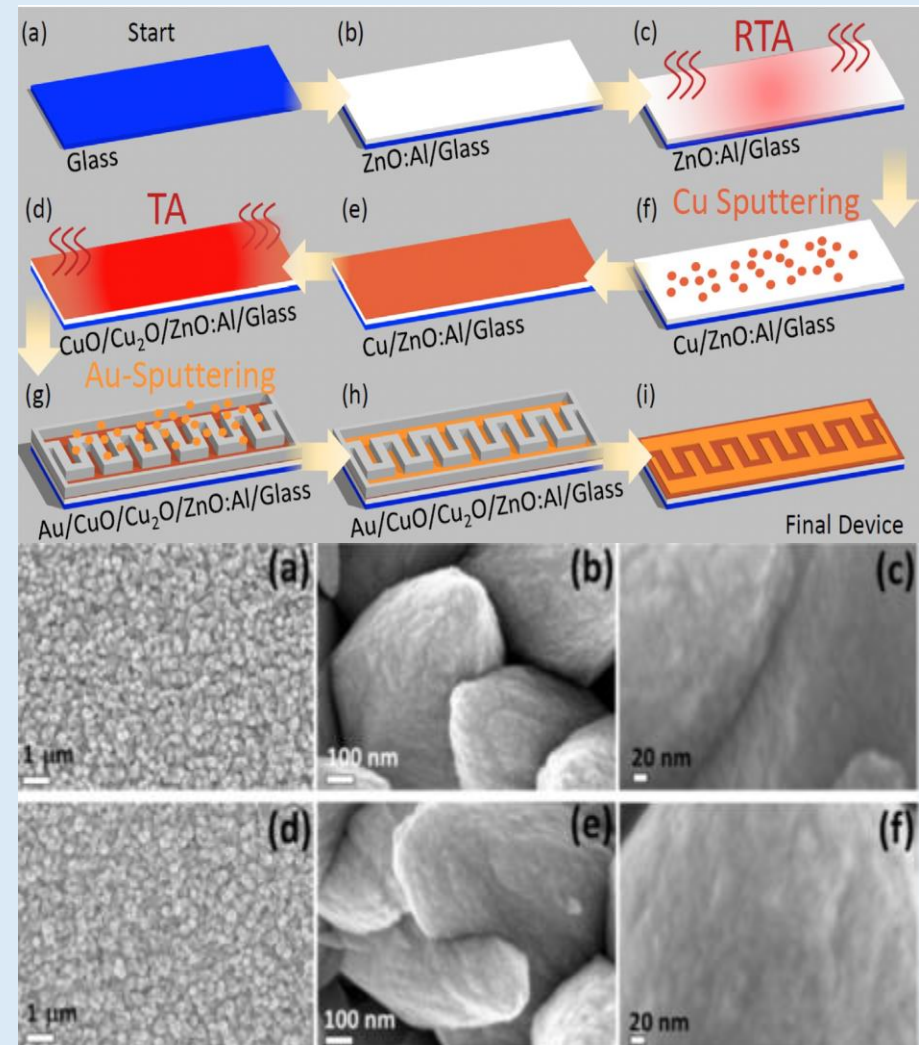 (a)
Start
(b)
(c)
RTA
Glass
ZnO:Al/Glass
ZnO:Al/Glass
(d)
TA
(e)
Cu Sputtering
(f)
CuO/Cu₂O/ZnO:Al/Glass
Cu/ZnO:Al/Glass
Cu/ZnO:Al/Glass
Au-Sputtering
(g)
(h)
(i)
Au/CuO/Cu₂O/ZnO:Al/Glass
Au/CuO/Cu₂O/ZnO:Al/Glass
Final Device
(a)
(b)
(c)
1 μm
100 nm
20 nm
(d)
(e)
(f)
1 μm
100 nm
20 nm